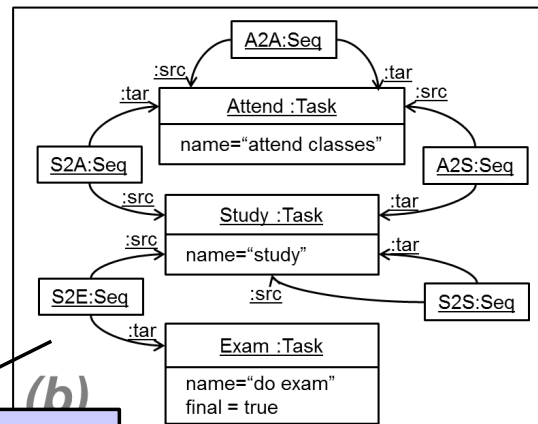 A2A:Seq
:src
:tar
:tar
:src
Attend :Task
name=“attend classes”
S2A:Seq
A2S:Seq
:src
:tar
Study :Task
:src
:tar
name=“study”
S2E:Seq
:src
S2S:Seq
:tar
Exam :Task
name=“do exam”
final = true
(b)